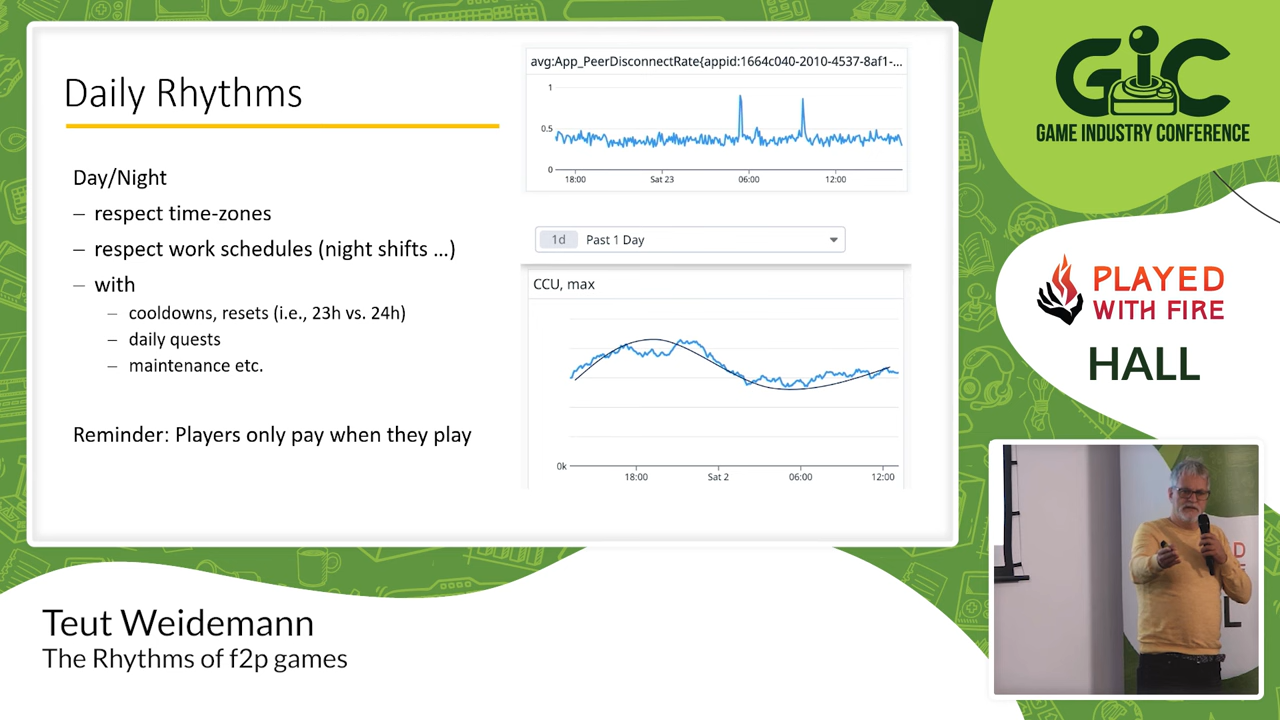 Daily Rhythms
Day/Night
– respect time-zones
– respect work schedules (night shifts ...)
– with
– cooldowns, resets (i.e., 23h vs. 24h)
– daily quests
– maintenance etc.
Reminder: Players only pay when they play
avg:App_PeerDisconnectRate{appid:1664c040-2010-4537-8af1-...
1
0.5
0
18:00 Sat 23 06:00 12:00
1d Past 1 Day
CCU, max
0k
18:00 Sat 2 06:00 12:00
GIC
GAME INDUSTRY CONFERENCE
PLAYED
WITH FIRE
HALL
Teut Weidemann
The Rhythms of f2p games